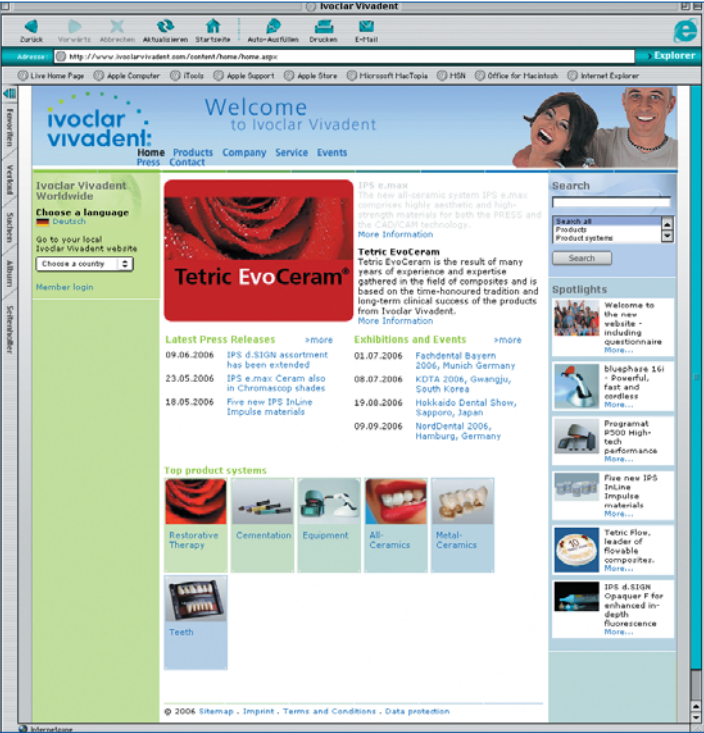 Ivoclar Vivadent
Zurück
Vorwärts
Abbrechen
Aktualisieren
Startseite
Auto-Ausfüllen
Drucken
E-Mail
Adresse:
http://www.ivoclarvivadent.com/content/home/home.aspx
Explorer
Live Home Page
Apple Computer
iTools
Apple Support
Apple Store
Microsoft MacTopia
MSN
Office for Macintosh
Internet Explorer
Favoriten
Verlauf
Suchen
Album
Seitenhalter
ivoclar
vivadent:
Welcome
to Ivoclar Vivadent
Home Products Company Service Events
Press Contact
Ivoclar Vivadent
Worldwide
Choose a language
Deutsch
Go to your local
Ivoclar Vivadent website
Choose a country
Member login
Tetric EvoCeram®
IPS e.max
The new all-ceramic system IPS e.max
comprises highly aesthetic and high-
strength materials for both the PRESS and
the CAD/CAM technology.
More Information
Tetric EvoCeram
Tetric EvoCeram is the result of many
years of experience and expertise
gathered in the field of composites and is
based on the time-honoured tradition and
long-term clinical success of the products
from Ivoclar Vivadent.
More Information
Latest Press Releases »more
09.06.2006 IPS d.SIGN assortment
has been extended
23.05.2006 IPS e.max Ceram also
in Chromascop shades
18.05.2006 Five new IPS InLine
Impulse materials
Exhibitions and Events »more
01.07.2006 Fachdental Bayern
2006, Munich Germany
08.07.2006 KDTA 2006, Gwangju,
South Korea
19.08.2006 Hokkaido Dental Show,
Sapporo, Japan
09.09.2006 NordDental 2006,
Hamburg, Germany
Top product systems
Restorative
Therapy
Cementation
Equipment
All-
Ceramics
Metal-
Ceramics
Teeth
Search
Search all
Products
Product systems
Search
Spotlights
Welcome to
the new
website -
including
questionnaire
More...
bluephase 16i
- Powerful,
fast and
cordless
More...
Programat
P500 High-
tech
performance
More...
Five new IPS
InLine
Impulse
materials
More...
Tetric Flow,
leader of
flowable
composites.
More...
IPS d.SIGN
Opaquer F for
enhanced in-
depth
fluorescence
More...
© 2006 Sitemap . Imprint . Terms and Conditions . Data protection
Internetzone